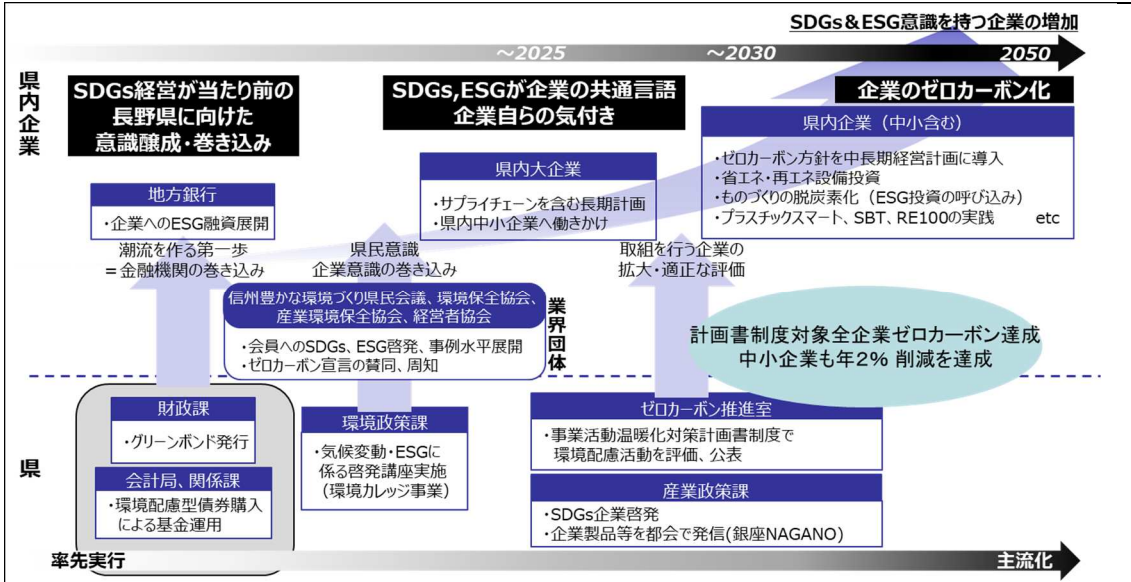 SDGs&ESG意識を持つ企業の増加
～2025
～2030
2050
県内企業
SDGs経営が当たり前の
長野県に向けた
意識醸成・巻き込み
SDGs,ESGが企業の共通言語
企業自らの気付き
企業のゼロカーボン化
地方銀行
・企業へのESG融資展開
県内大企業
・サプライチェーンを含む長期計画
・県内中小企業へ働きかけ
県内企業（中小含む）
・ゼロカーボン方針を中長期経営計画に導入
・省エネ・再エネ設備投資
・ものづくりの脱炭素化（ESG投資の呼び込み）
・プラスチックスマート、SBT、RE100の実践 etc
潮流を作る第一歩
＝金融機関の巻き込み
県民意識
企業意識の巻き込み
取組を行う企業の
拡大・適正な評価
信州豊かな環境づくり県民会議、環境保全協会、
産業環境保全協会、経営者協会
・会員へのSDGs、ESG啓発、事例水平展開
・ゼロカーボン宣言の賛同、周知
業界団体
計画書制度対象全企業ゼロカーボン達成
中小企業も年2% 削減を達成
県
財政課
・グリーンボンド発行
会計局、関係課
・環境配慮型債券購入
による基金運用
環境政策課
・気候変動・ESGに
係る啓発講座実施
(環境カレッジ事業)
ゼロカーボン推進室
・事業活動温暖化対策計画書制度で
環境配慮活動を評価、公表
産業政策課
・SDGs企業啓発
・企業製品等を都会で発信(銀座NAGANO)
率先実行
主流化